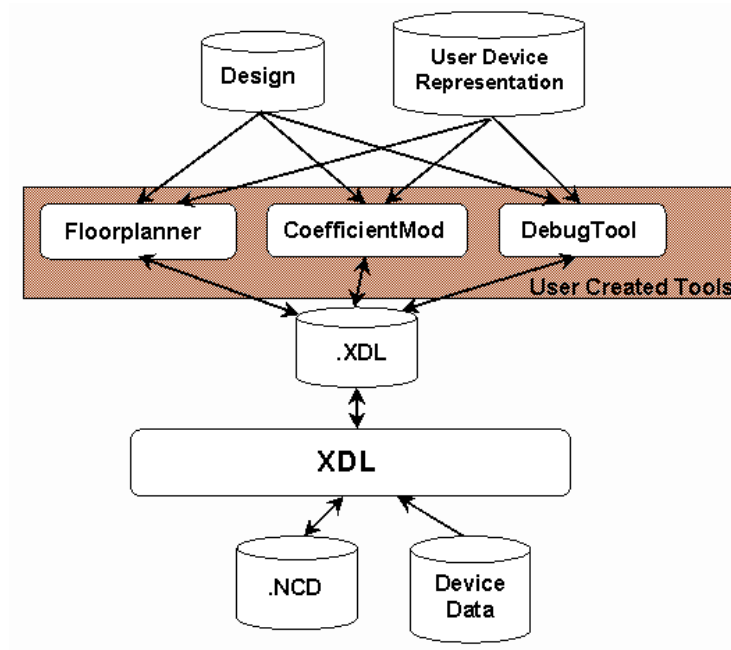 Design
User Device
Representation
Floorplanner
CoefficientMod
DebugTool
User Created Tools
.XDL
XDL
.NCD
Device
Data